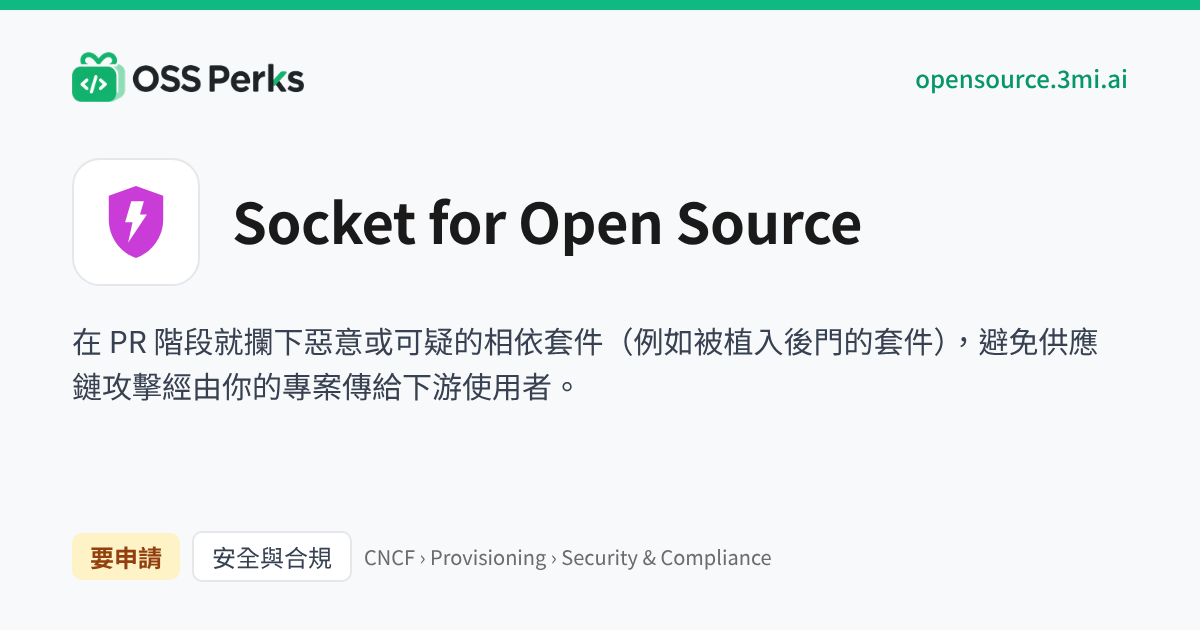 </> OSS Perks
opensource.3mi.ai
Socket for Open Source
在 PR 階段就攔下惡意或可疑的相依套件（例如被植入後門的套件），避免供應
鏈攻擊經由你的專案傳給下游使用者。
要申請 安全與合規 CNCF › Provisioning › Security & Compliance